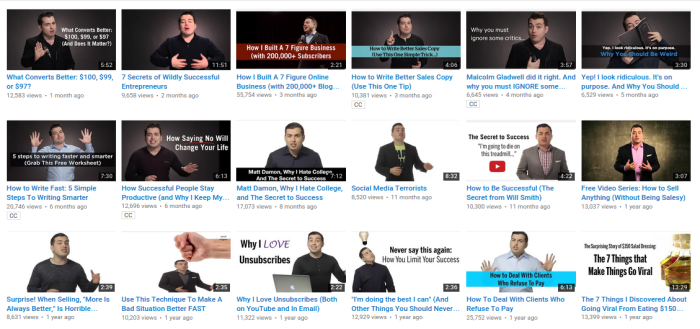 What Converts Better:
$100, $99, or $97?
(And Does It Matter?)
5:52
11:51
How I Built A 7 Figure Business
(with 200,000+ Subscribers
2:21
How to Write Better Sales Copy
(Use This One Simple Trick...)
4:06
Why you must
ignore some critics...
3:57
Yep, I look ridiculous. It's on purpose.
Why You Should be Weird
3:30
What Converts Better: $100, $99,
or $97?
12,583 views • 1 month ago
7 Secrets of Wildly Successful
Entrepreneurs
9,658 views • 2 months ago
How I Built A 7 Figure Online
Business (with 200,000+ Blog...
55,754 views • 3 months ago
How to Write Better Sales Copy
(Use This One Tip)
10,381 views • 3 months ago
CC
Malcolm Gladwell did it right. And
why you must IGNORE some...
6,645 views • 4 months ago
CC
Yep! I look ridiculous. It's on
purpose. And Why You Should ...
6,529 views • 5 months ago
5 steps to writing faster and smarter
(Grab This Free Worksheet)
7:30
How Saying No Will
Change Your Life
6:13
Matt Damon, Why I Hate College,
And The Secret to Success
7:12
8:32
The Secret to Success
"I'm going to die on
this treadmill..."
4:22
3:07
How to Write Fast: 5 Simple
Steps To Writing Smarter
20,746 views • 6 months ago
CC
How Successful People Stay
Productive (and Why I Keep My...
12,696 views • 6 months ago
CC
Matt Damon, Why I Hate College,
and The Secret to Success
17,073 views • 8 months ago
Social Media Terrorists
8,520 views • 11 months ago
How to Be Successful (The
Secret from Will Smith)
10,300 views • 11 months ago
Free Video Series: How to Sell
Anything (Without Being Salesy)
13,037 views • 1 year ago
2:39
2:35
Why I LOVE
Unsubscribes
2:22
Never say this again:
How You Limit Your Success
2:36
How to Deal With Clients
Who Refuse To Pay
6:13
The Surprising Story of $150 Salad Dressing:
The 7 Things that
Make Things Go Viral
13:29
Surprise! When Selling, "More Is
Always Better," Is Horrible...
8,631 views • 1 year ago
Use This Technique To Make A
Bad Situation Better FAST
10,203 views • 1 year ago
Why I Love Unsubscribes (Both
on YouTube and In Email)
11,322 views • 1 year ago
"I'm doing the best I can" (And
Other Things You Should Never...
12,929 views • 1 year ago
How To Deal With Clients Who
Refuse To Pay
25,752 views • 1 year ago
The 7 Things I Discovered About
Going Viral From Eating $150...
13,399 views • 1 year ago